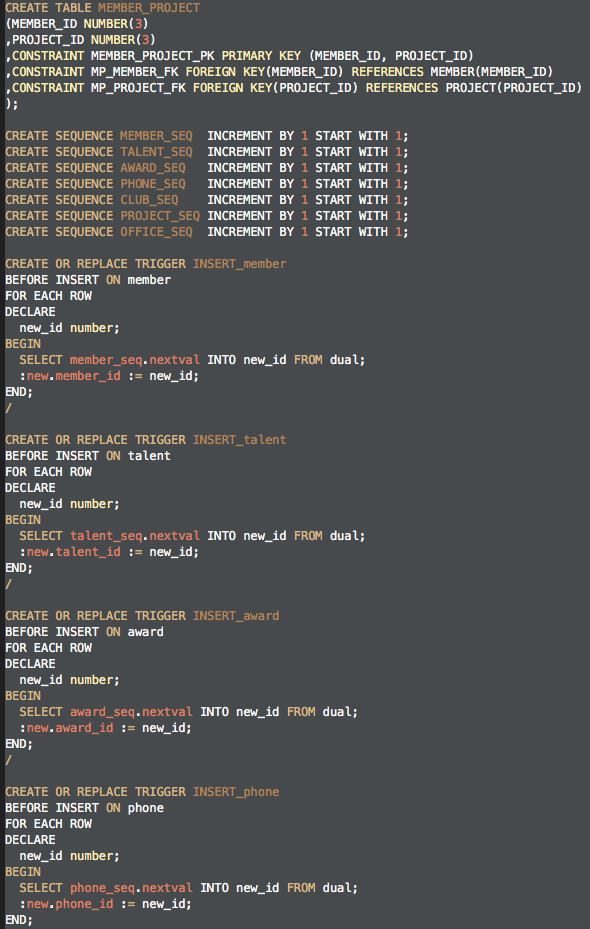 CREATE TABLE MEMBER_PROJECT
(MEMBER_ID NUMBER(3)
,PROJECT_ID NUMBER(3)
,CONSTRAINT MEMBER_PROJECT_PK PRIMARY KEY (MEMBER_ID, PROJECT_ID)
,CONSTRAINT MP_MEMBER_FK FOREIGN KEY(MEMBER_ID) REFERENCES MEMBER(MEMBER_ID)
,CONSTRAINT MP_PROJECT_FK FOREIGN KEY(PROJECT_ID) REFERENCES PROJECT(PROJECT_ID)
);

CREATE SEQUENCE MEMBER_SEQ  INCREMENT BY 1 START WITH 1;
CREATE SEQUENCE TALENT_SEQ  INCREMENT BY 1 START WITH 1;
CREATE SEQUENCE AWARD_SEQ   INCREMENT BY 1 START WITH 1;
CREATE SEQUENCE PHONE_SEQ   INCREMENT BY 1 START WITH 1;
CREATE SEQUENCE CLUB_SEQ    INCREMENT BY 1 START WITH 1;
CREATE SEQUENCE PROJECT_SEQ INCREMENT BY 1 START WITH 1;
CREATE SEQUENCE OFFICE_SEQ  INCREMENT BY 1 START WITH 1;

CREATE OR REPLACE TRIGGER INSERT_member
BEFORE INSERT ON member
FOR EACH ROW
DECLARE
  new_id number;
BEGIN
  SELECT member_seq.nextval INTO new_id FROM dual;
  :new.member_id := new_id;
END;
/

CREATE OR REPLACE TRIGGER INSERT_talent
BEFORE INSERT ON talent
FOR EACH ROW
DECLARE
  new_id number;
BEGIN
  SELECT talent_seq.nextval INTO new_id FROM dual;
  :new.talent_id := new_id;
END;
/

CREATE OR REPLACE TRIGGER INSERT_award
BEFORE INSERT ON award
FOR EACH ROW
DECLARE
  new_id number;
BEGIN
  SELECT award_seq.nextval INTO new_id FROM dual;
  :new.award_id := new_id;
END;
/

CREATE OR REPLACE TRIGGER INSERT_phone
BEFORE INSERT ON phone
FOR EACH ROW
DECLARE
  new_id number;
BEGIN
  SELECT phone_seq.nextval INTO new_id FROM dual;
  :new.phone_id := new_id;
END;